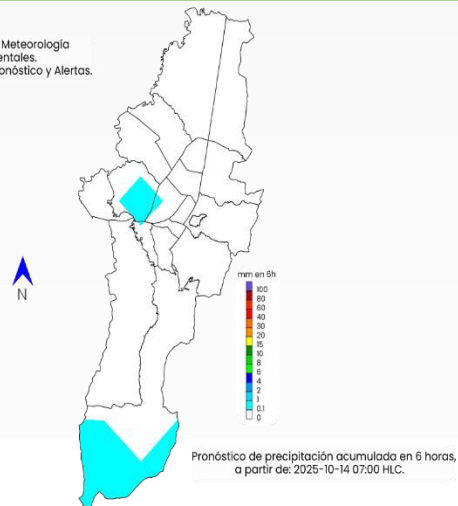 Meteorología
entales.
onóstico y Alertas.
N
mm en 6h
100
80
60
40
30
20
15
10
8
6
4
2
1
0.1
0
Pronóstico de precipitación acumulada en 6 horas,
a partir de: 2025-10-14 07:00 HLC.